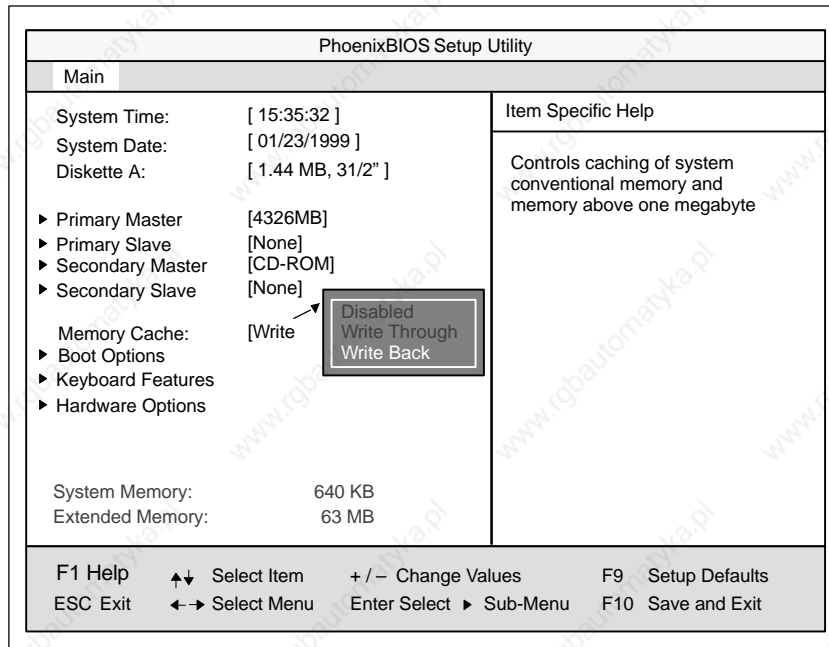 PhoenixBIOS Setup Utility
Main
System Time: [ 15:35:32 ]
System Date: [ 01/23/1999 ]
Diskette A: [ 1.44 MB, 31/2” ]
Primary Master [4326MB]
Primary Slave [None]
Secondary Master [CD-ROM]
Secondary Slave [None]
Memory Cache: [Write
Disabled
Write Through
Write Back
Boot Options
Keyboard Features
Hardware Options
System Memory: 640 KB
Extended Memory: 63 MB
Item Specific Help
Controls caching of system
conventional memory and
memory above one megabyte
F1 Help Select Item + / – Change Values F9 Setup Defaults
ESC Exit Select Menu Enter Select Sub-Menu F10 Save and Exit
www.rgbautomatyka.pl